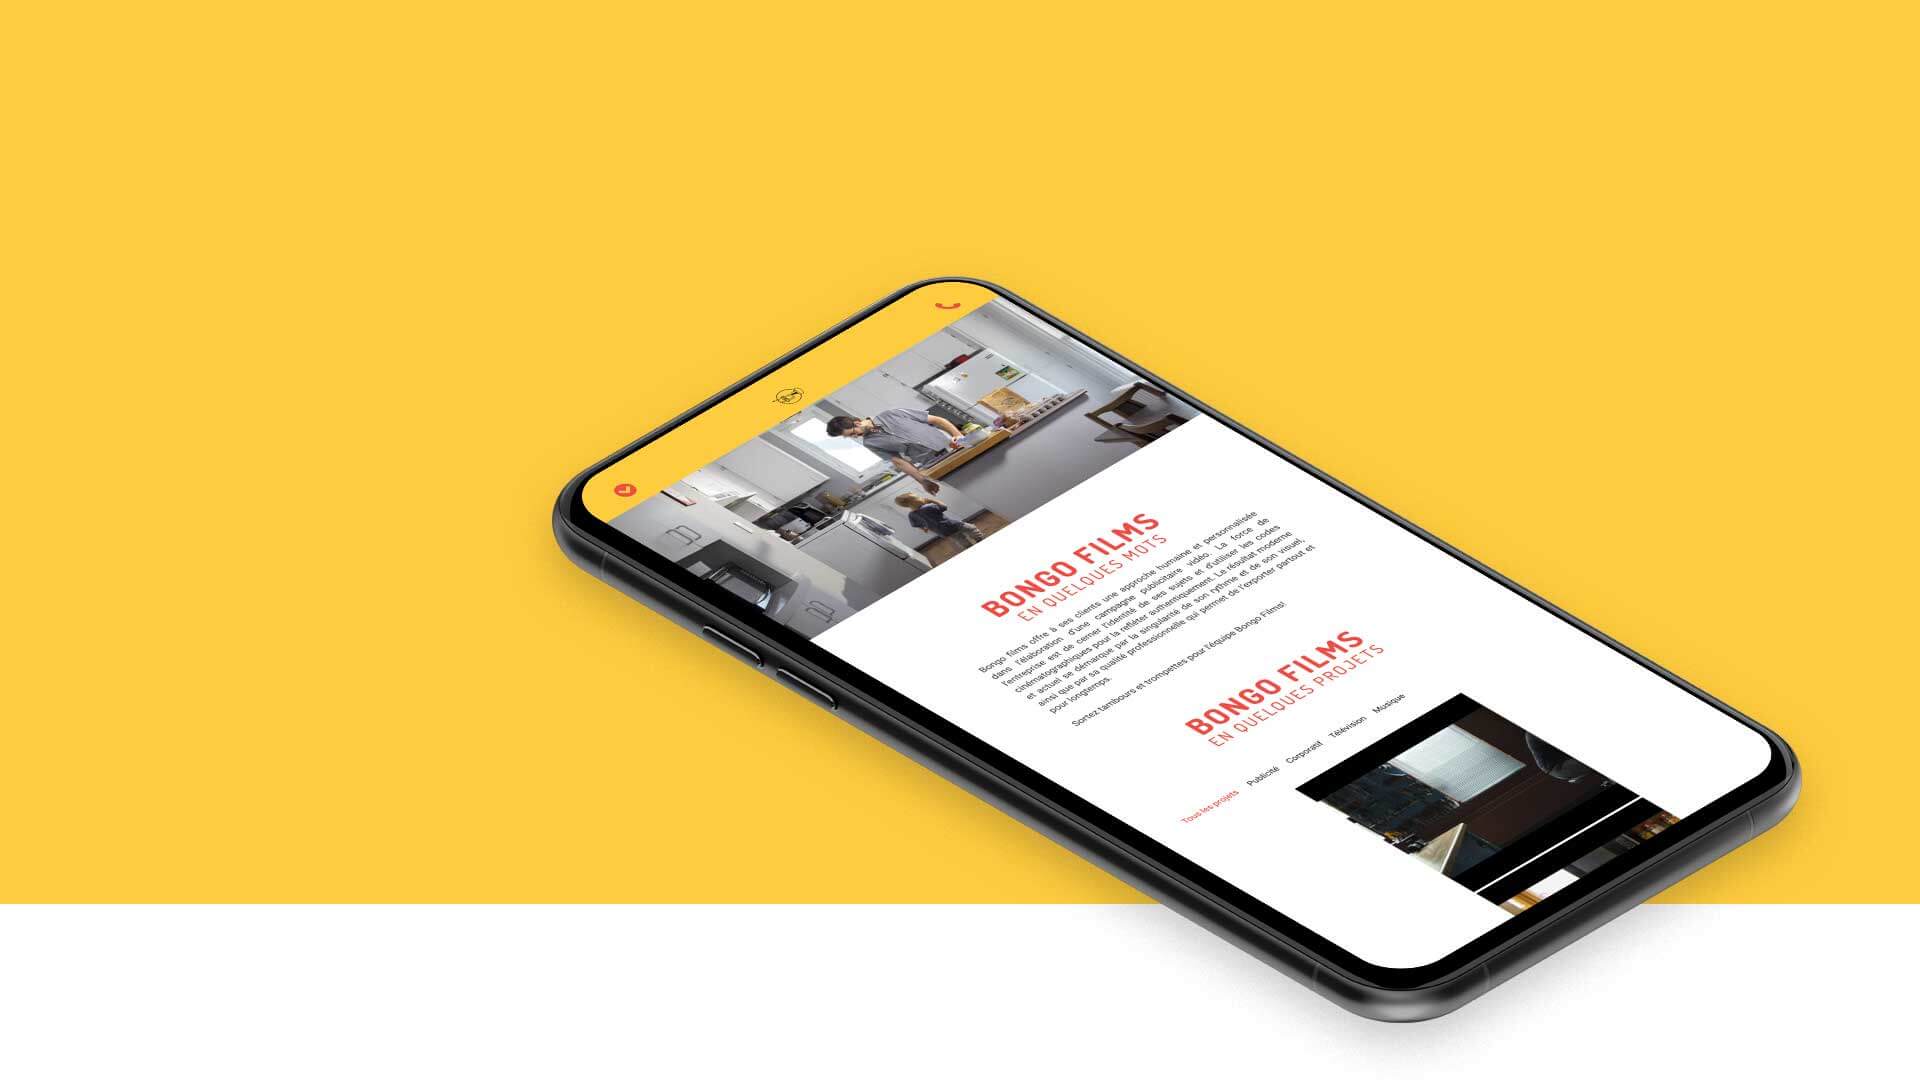 BONGO FILMS
EN QUELQUES MOTS
Bongo films offre à ses clients une approche humaine et personnalisée
dans l'élaboration d'une campagne publicitaire vidéo. La force de
l'entreprise est de cerner l'identité de ses sujets et d'utiliser les codes
cinématographiques pour la refléter authentiquement. Le résultat moderne
et actuel se démarque par la singularité de son rythme et de son visuel,
ainsi que par sa qualité professionnelle qui permet de l'exporter partout et
pour longtemps.
Sortez tambours et trompettes pour l'équipe Bongo Films!
BONGO FILMS
EN QUELQUES PROJETS
Tous les projets Publicité Corporatif Télévision Musique